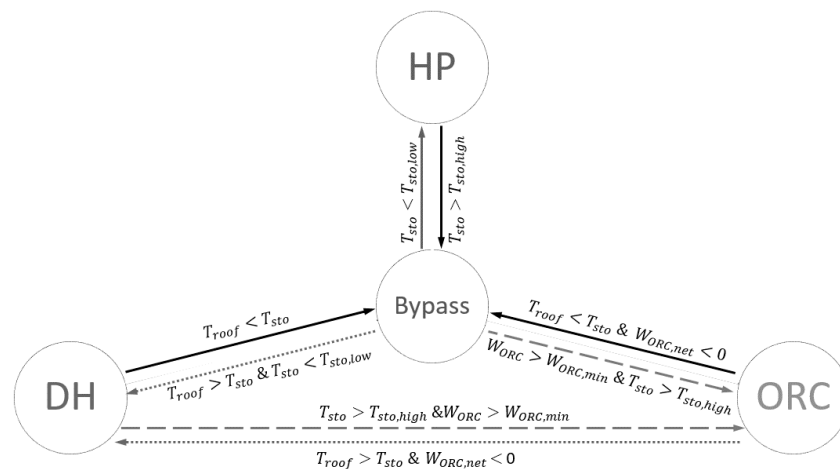 HP
T_sto < T_sto,low
T_sto > T_sto,high
Bypass
T_roof < T_sto
T_roof > T_sto & T_sto < T_sto,low
T_roof < T_sto & W_ORC,net < 0
W_ORC > W_ORC,min & T_sto > T_sto,high
DH
ORC
T_sto > T_sto,high &W_ORC > W_ORC,min
T_roof > T_sto & W_ORC,net < 0